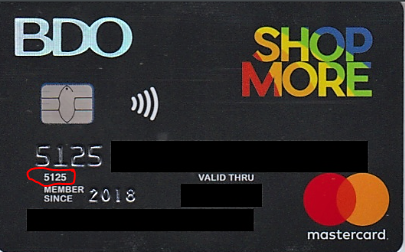 BDO
SHOP
MORE
5125
5125
VALID THRU
MEMBER
SINCE 2018
mastercard.